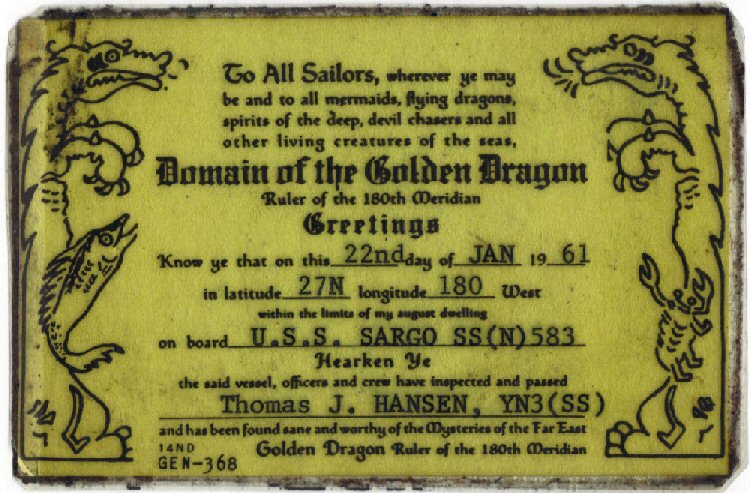 To All Sailors, wherever ye may
be and to all mermaids, flying dragons,
spirits of the deep, devil chasers and all
other living creatures of the seas,
Domain of the Golden Dragon
Ruler of the 180th Meridian
Greetings
Know ye that on this 22nd day of JAN 19 61
in latitude 27N longitude 180 West
within the limits of my august dwelling
on board U.S.S. SARGO SS(N)583
Hearken Ye
the said vessel, officers and crew have inspected and passed
Thomas J. HANSEN, YN3(SS)
and has been found sane and worthy of the Mysteries of the Far East
14ND
GEN-368
Golden Dragon Ruler of the 180th Meridian